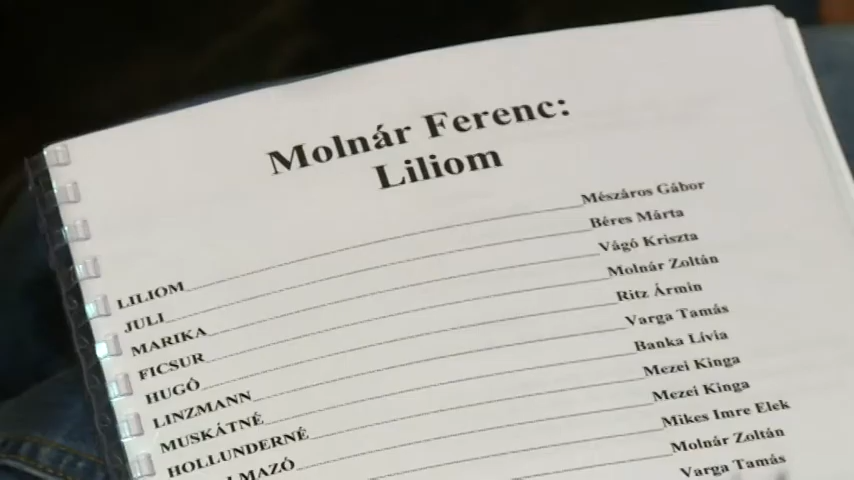 Molnár Ferenc:
Liliom
LILIOM Mészáros Gábor
JULI Béres Márta
MARIKA Vágó Kriszta
FICSUR Molnár Zoltán
HUGÓ Ritz Ármin
LINZMANN Varga Tamás
MUSKÁTNÉ Banka Lívia
HOLLUNDERNÉ Mezei Kinga
Mezei Kinga
Mikes Imre Elek
Molnár Zoltán
Varga Tamás